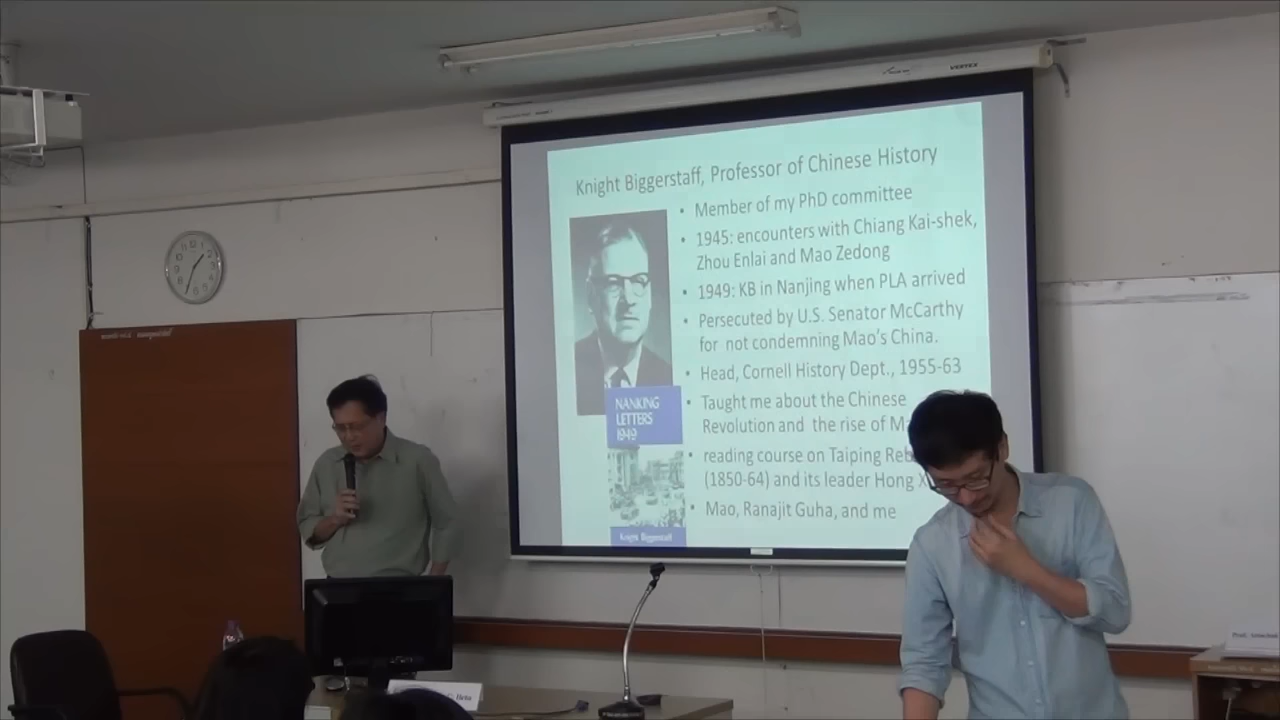 VERTEX
Knight Biggerstaff, Professor of Chinese History
• Member of my PhD committee
• 1945: encounters with Chiang Kai-shek,
Zhou Enlai and Mao Zedong
• 1949: KB in Nanjing when PLA arrived
• Persecuted by U.S. Senator McCarthy
for not condemning Mao's China.
• Head, Cornell History Dept., 1955-63
• Taught me about the Chinese
Revolution and the rise of
• reading course on Taiping
(1850-64) and its leader Hong
• Mao, Ranajit Guha, and me
NANKING
LETTERS
1949
Knight Biggerstaff
12
Prof.